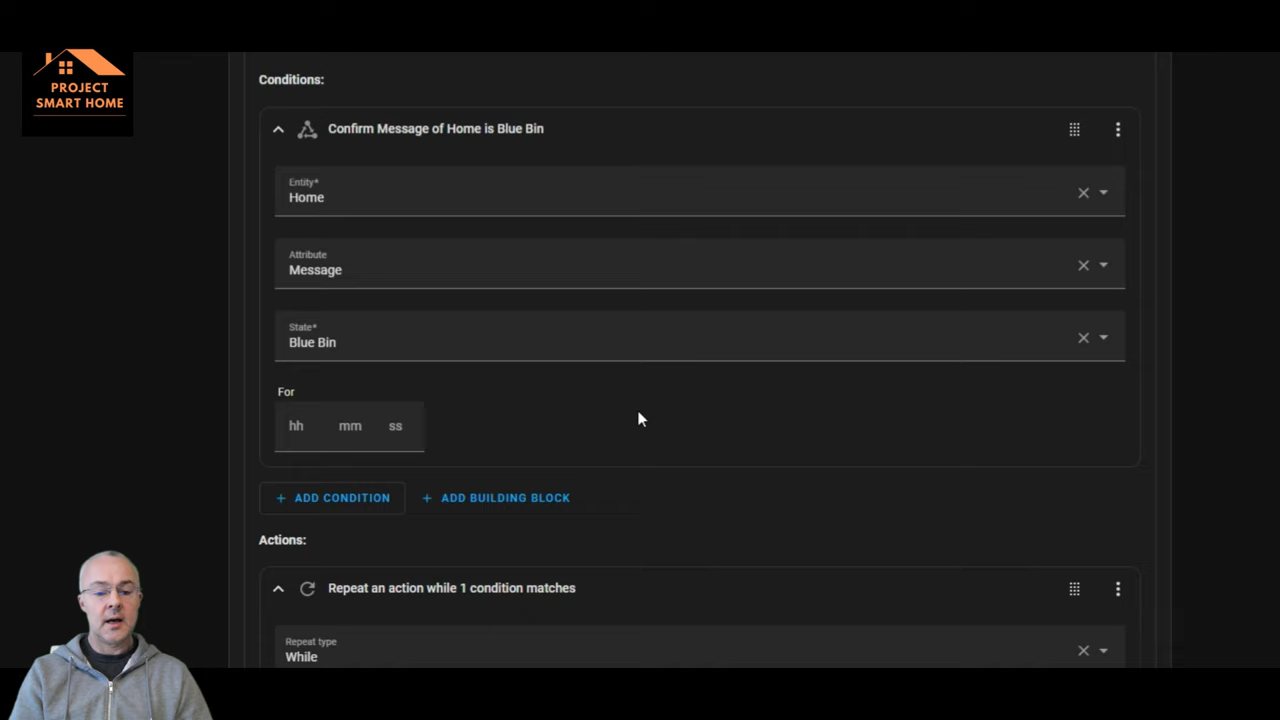 PROJECT
SMART HOME
Conditions:
Confirm Message of Home is Blue Bin
Entity*
Home
Attribute
Message
State*
Blue Bin
For
hh mm ss
+ ADD CONDITION + ADD BUILDING BLOCK
Actions:
Repeat an action while 1 condition matches
Repeat type
While